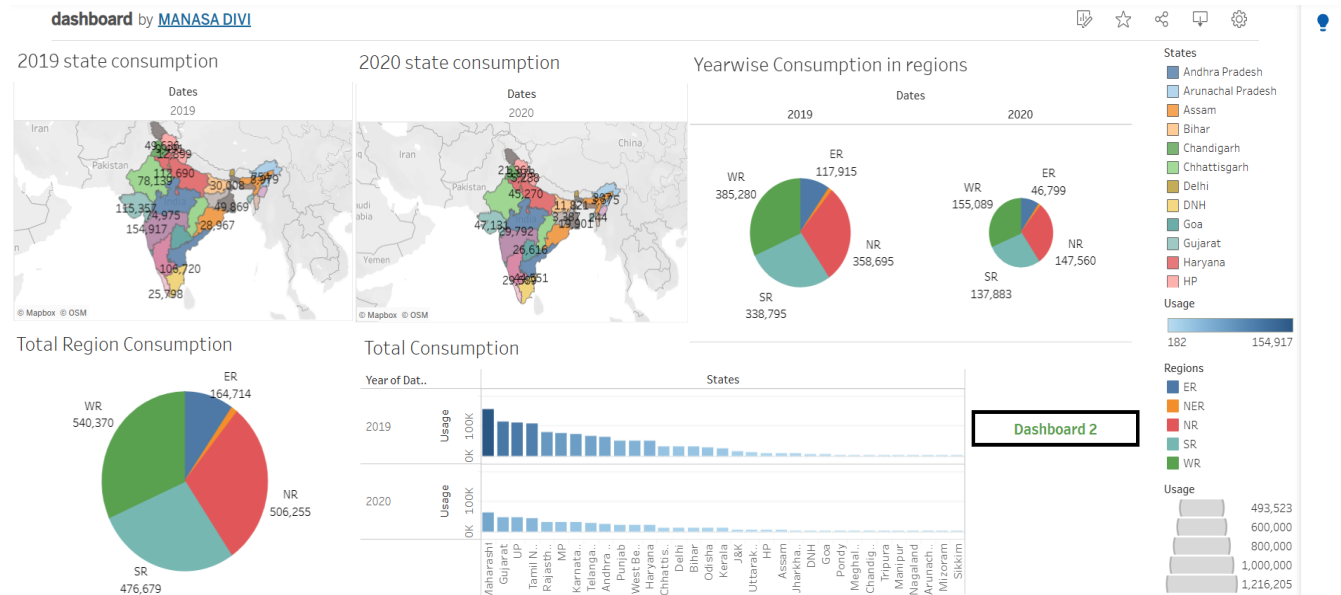 dashboard by MANASA DIVI
2019 state consumption
Dates
2019
Iran
Pakistan
78,139
30,008
49,869
115,357
74,975
28,967
154,917
106,720
25,798
© Mapbox © OSM
2020 state consumption
Dates
2020
China
Iran
Pakistan
Yemen
45,270
47,131
29,792
19,901
244
26,616
© Mapbox © OSM
Yearwise Consumption in regions
Dates
2019
2020
ER
117,915
WR
385,280
NR
358,695
SR
338,795
ER
46,799
WR
155,089
NR
147,560
SR
137,883
States
Andhra Pradesh
Arunachal Pradesh
Assam
Bihar
Chandigarh
Chhattisgarh
Delhi
DNH
Goa
Gujarat
Haryana
HP
Usage
182 154,917
Regions
ER
NER
NR
SR
WR
Usage
493,523
600,000
800,000
1,000,000
1,216,205
Total Region Consumption
ER
164,714
WR
540,370
NR
506,255
SR
476,679
Total Consumption
Year of Dat..
States
2019
Usage
100K
0K
2020
Usage
100K
0K
Gujarat
UP
Tamil N..
Rajasth..
MP
Karnata..
Telanga..
Andhra ..
Punjab
West Be..
Haryana
Chhattis..
Delhi
Bihar
Odisha
Kerala
J&K
Uttarak..
HP
Assam
Jharkha..
DNH
Goa
Pondy
Meghal..
Chandig..
Tripura
Manipur
Nagaland
Arunach..
Mizoram
Sikkim
Dashboard 2